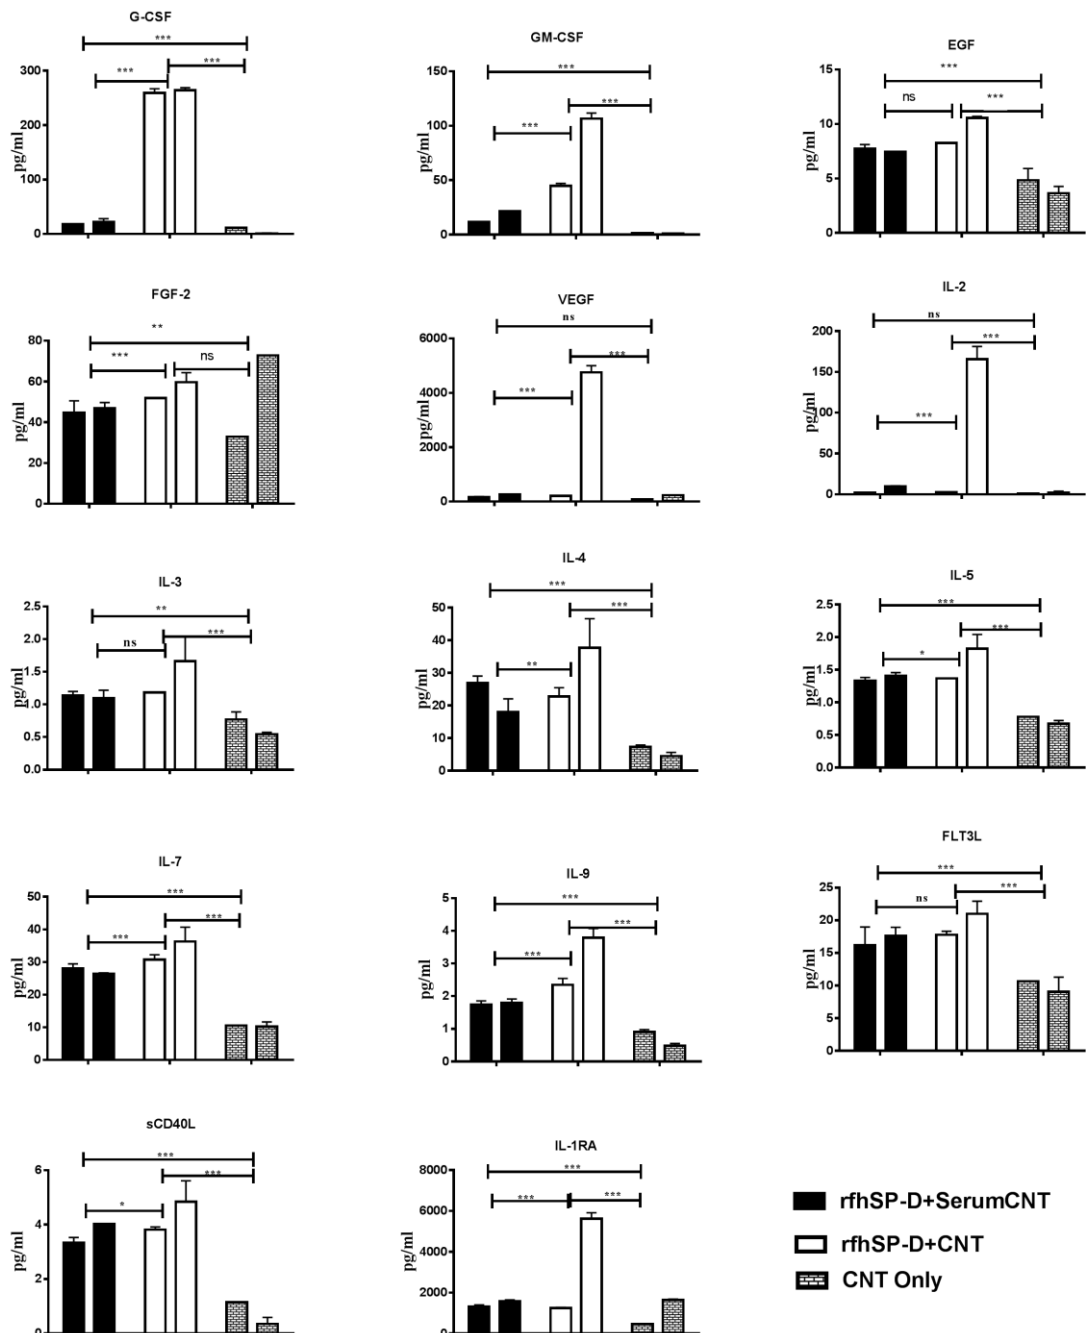 G-CSF
***
***
***
300
200
100
0
pg/ml
GM-CSF
***
***
***
150
100
50
0
pg/ml
EGF
***
ns
***
15
10
5
0
pg/ml
FGF-2
**
***
ns
80
60
40
20
0
pg/ml
VEGF
ns
***
***
6000
4000
2000
0
pg/ml
IL-2
ns
***
***
200
150
100
50
0
pg/ml
IL-3
**
***
ns
2.5
2.0
1.5
1.0
0.5
0.0
pg/ml
IL-4
***
***
**
50
40
30
20
10
0
pg/ml
IL-5
***
***
*
2.5
2.0
1.5
1.0
0.5
0.0
pg/ml
IL-7
***
***
***
50
40
30
20
10
0
pg/ml
IL-9
***
***
***
5
4
3
2
1
0
pg/ml
FLT3L
***
***
ns
25
20
15
10
5
0
pg/ml
sCD40L
***
***
*
6
4
2
0
pg/ml
IL-1RA
***
***
***
8000
6000
4000
2000
0
pg/ml
rfhSP-D+SerumCNT
rfhSP-D+CNT
CNT Only